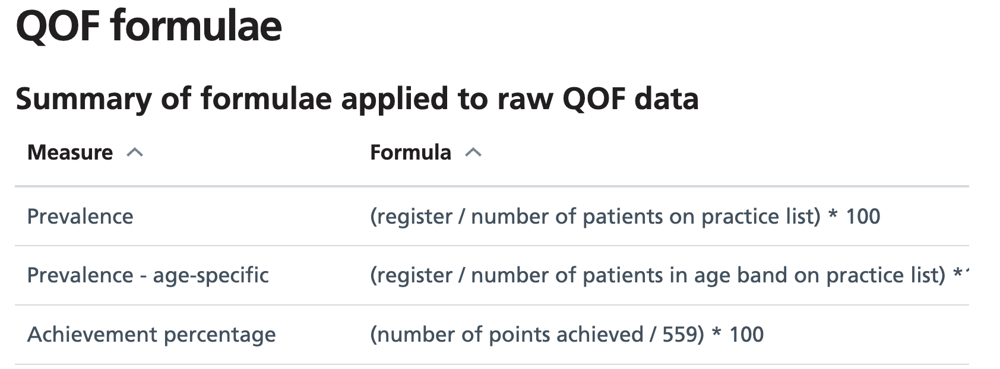 QOF formulae
Summary of formulae applied to raw QOF data
Measure Formula
Prevalence (register / number of patients on practice list) * 100
Prevalence - age-specific (register / number of patients in age band on practice list) *
Achievement percentage (number of points achieved / 559) * 100